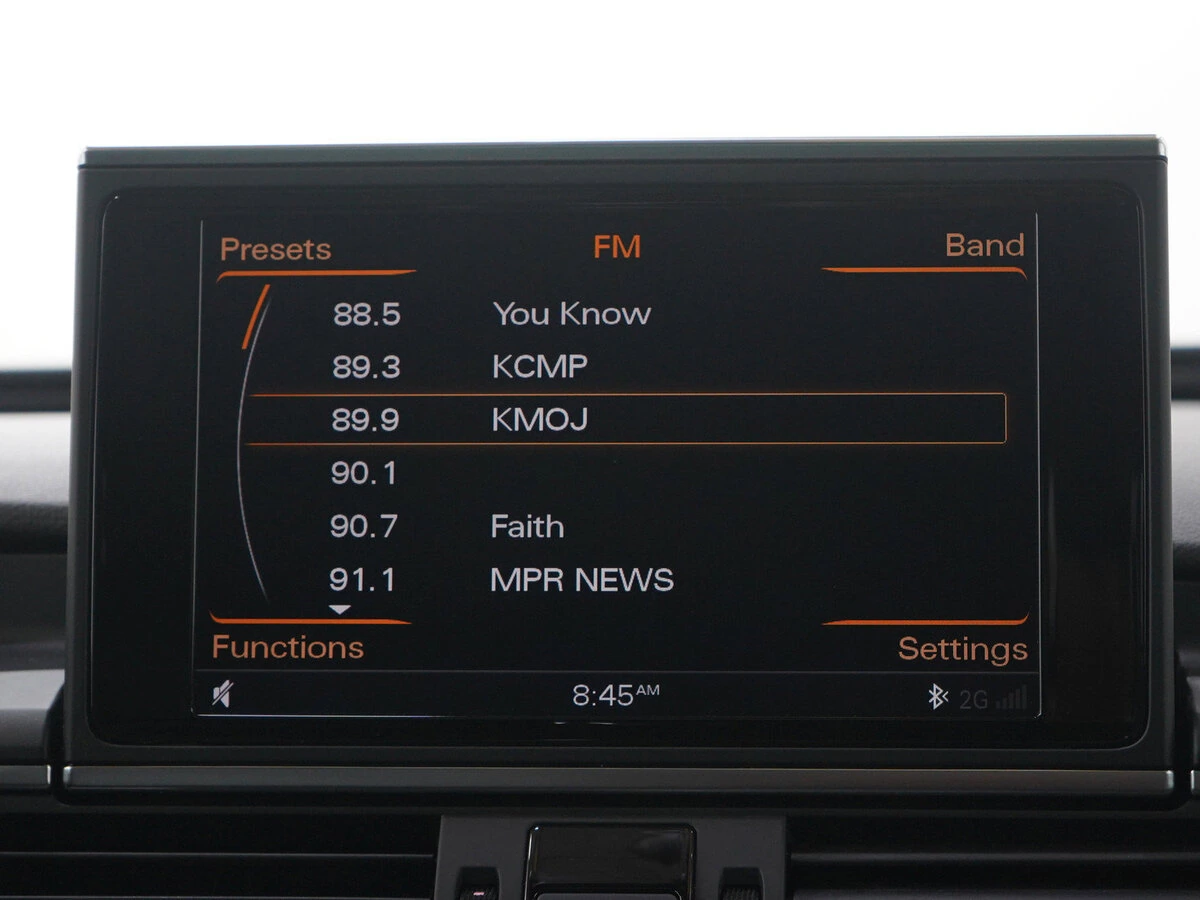 Presets FM Band
88.5 You Know
89.3 KCMP
89.9 KMOJ
90.1
90.7 Faith
91.1 MPR NEWS
Functions Settings
8:45AM 2G